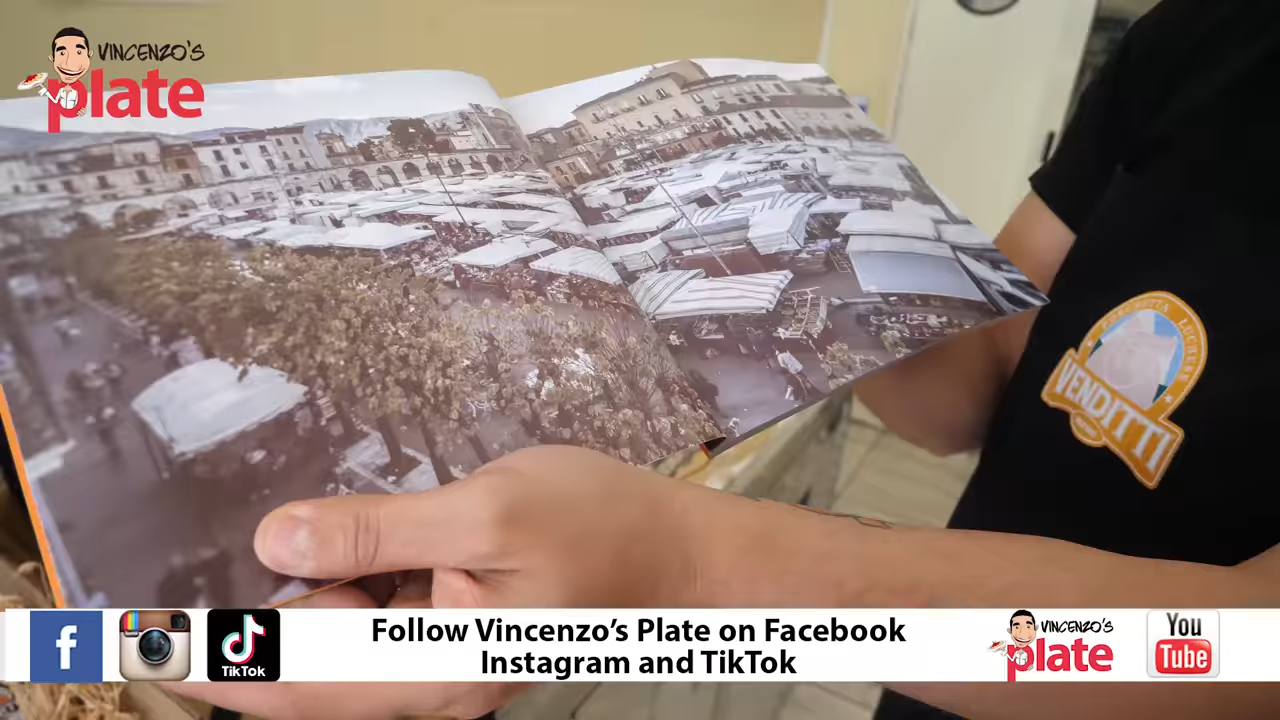 VINCENZO'S
plate
VENDITTI
f
TikTok
Follow Vincenzo's Plate on Facebook
Instagram and TikTok
VINCENZO'S
plate
You
Tube